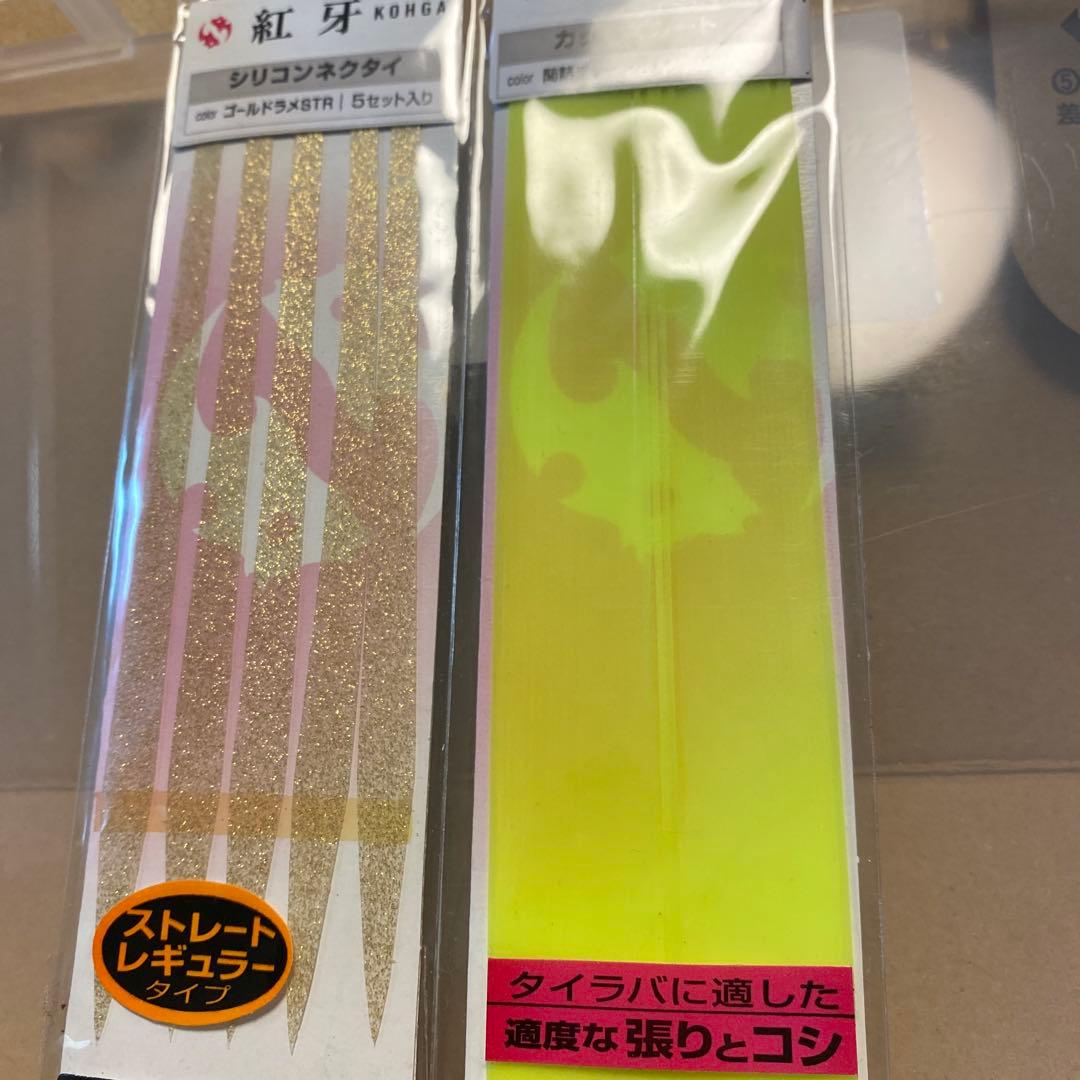 紅牙 KOHGA
シリコンネクタイ
color ゴールドラメSTR | 5セット入り
ストレート
レギュラー
タイプ
カ
color
タイラバに適した
適度な張りとコシ
⑤
差